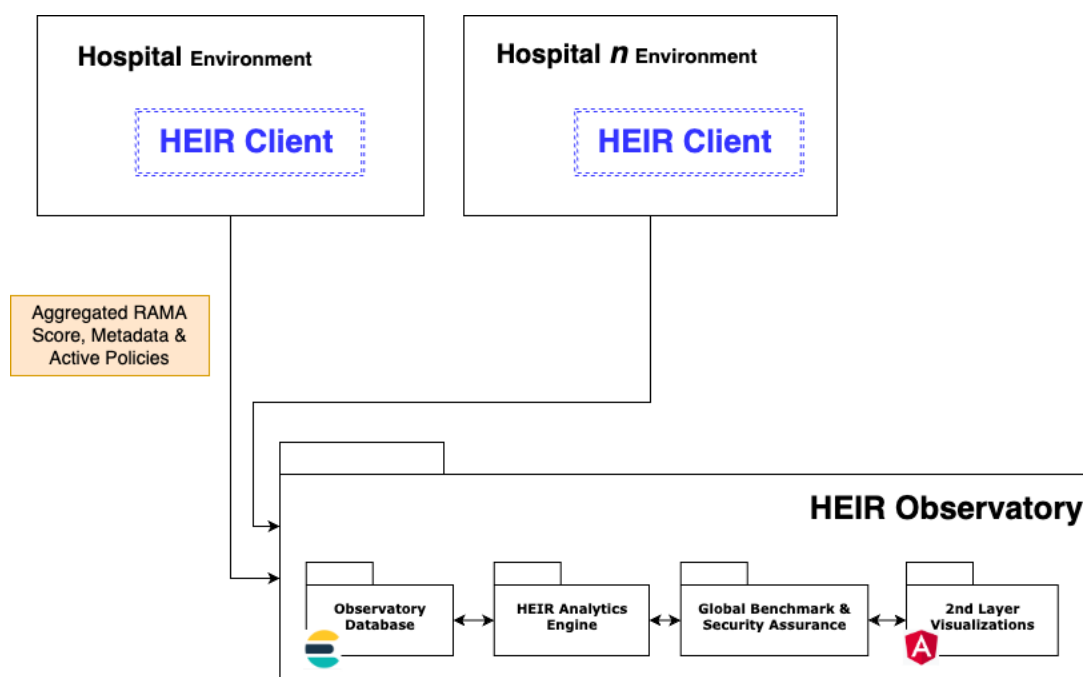 Hospital Environment
Hospital n Environment
HEIR Client
HEIR Client
Aggregated RAMA
Score, Metadata &
Active Policies
HEIR Observatory
Observatory
Database
HEIR Analytics
Engine
Global Benchmark &
Security Assurance
2nd Layer
Visualizations
A